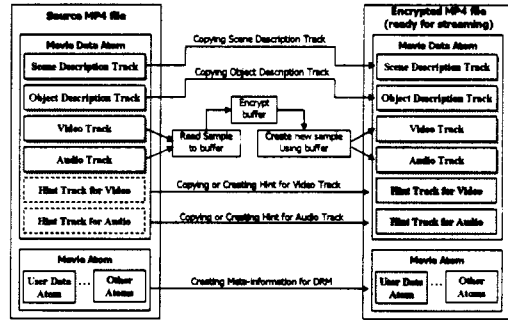 Source MP4 file
Movie Data Atom
Scene Description Track
Object Description Track
Video Track
Audio Track
Hint Track for Video
Hint Track for Audio
Movie Atom
User Data
Atom
...
Other
Atoms
Copying Scene Description Track
Copying Object Description Track
Encrypt
buffer
Read Sample
to buffer
Create new sample
using buffer
Copying or Creating Hint for Video Track
Copying or Creating Hint for Audio Track
Creating Meta-information for DRM
Encrypted MP4 file
(ready for streaming)
Movie Data Atom
Scene Description Track
Object Description Track
Video Track
Audio Track
Hint Track for Video
Hint Track for Audio
Movie Atom
User Data
Atom
...
Other
Atoms